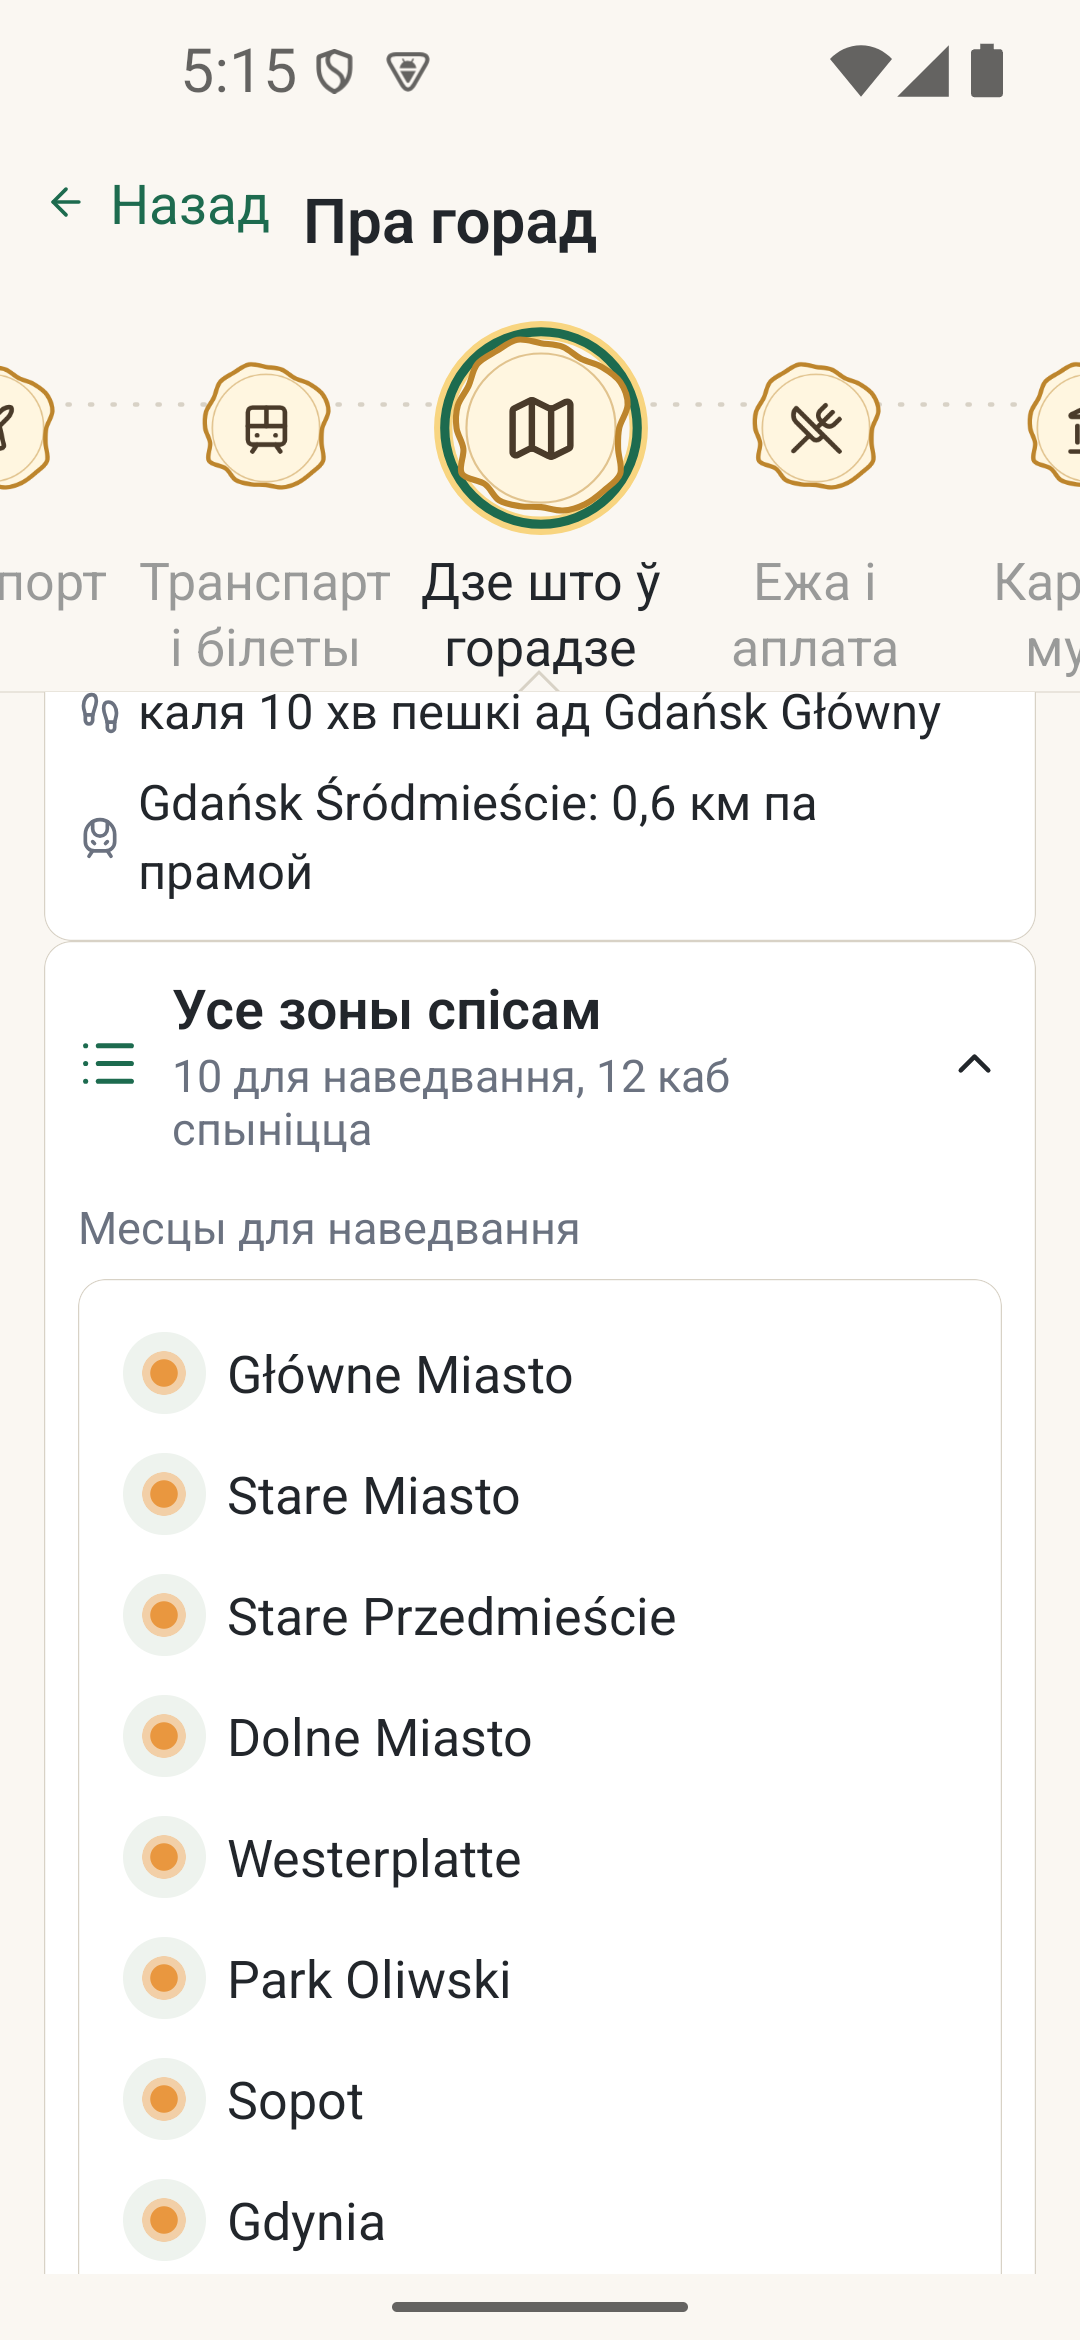 5:15
Назад
Пра горад
порт
Транспарт
і білеты
Дзе што ў
горадзе
Ежа і
аплата
Кар
му
каля 10 хв пешкі ад Gdańsk Główny
Gdańsk Śródmieście: 0,6 км па
прамой
Усе зоны спісам
10 для наведвання, 12 каб
спыніцца
Месцы для наведвання
Główne Miasto
Stare Miasto
Stare Przedmieście
Dolne Miasto
Westerplatte
Park Oliwski
Sopot
Gdynia